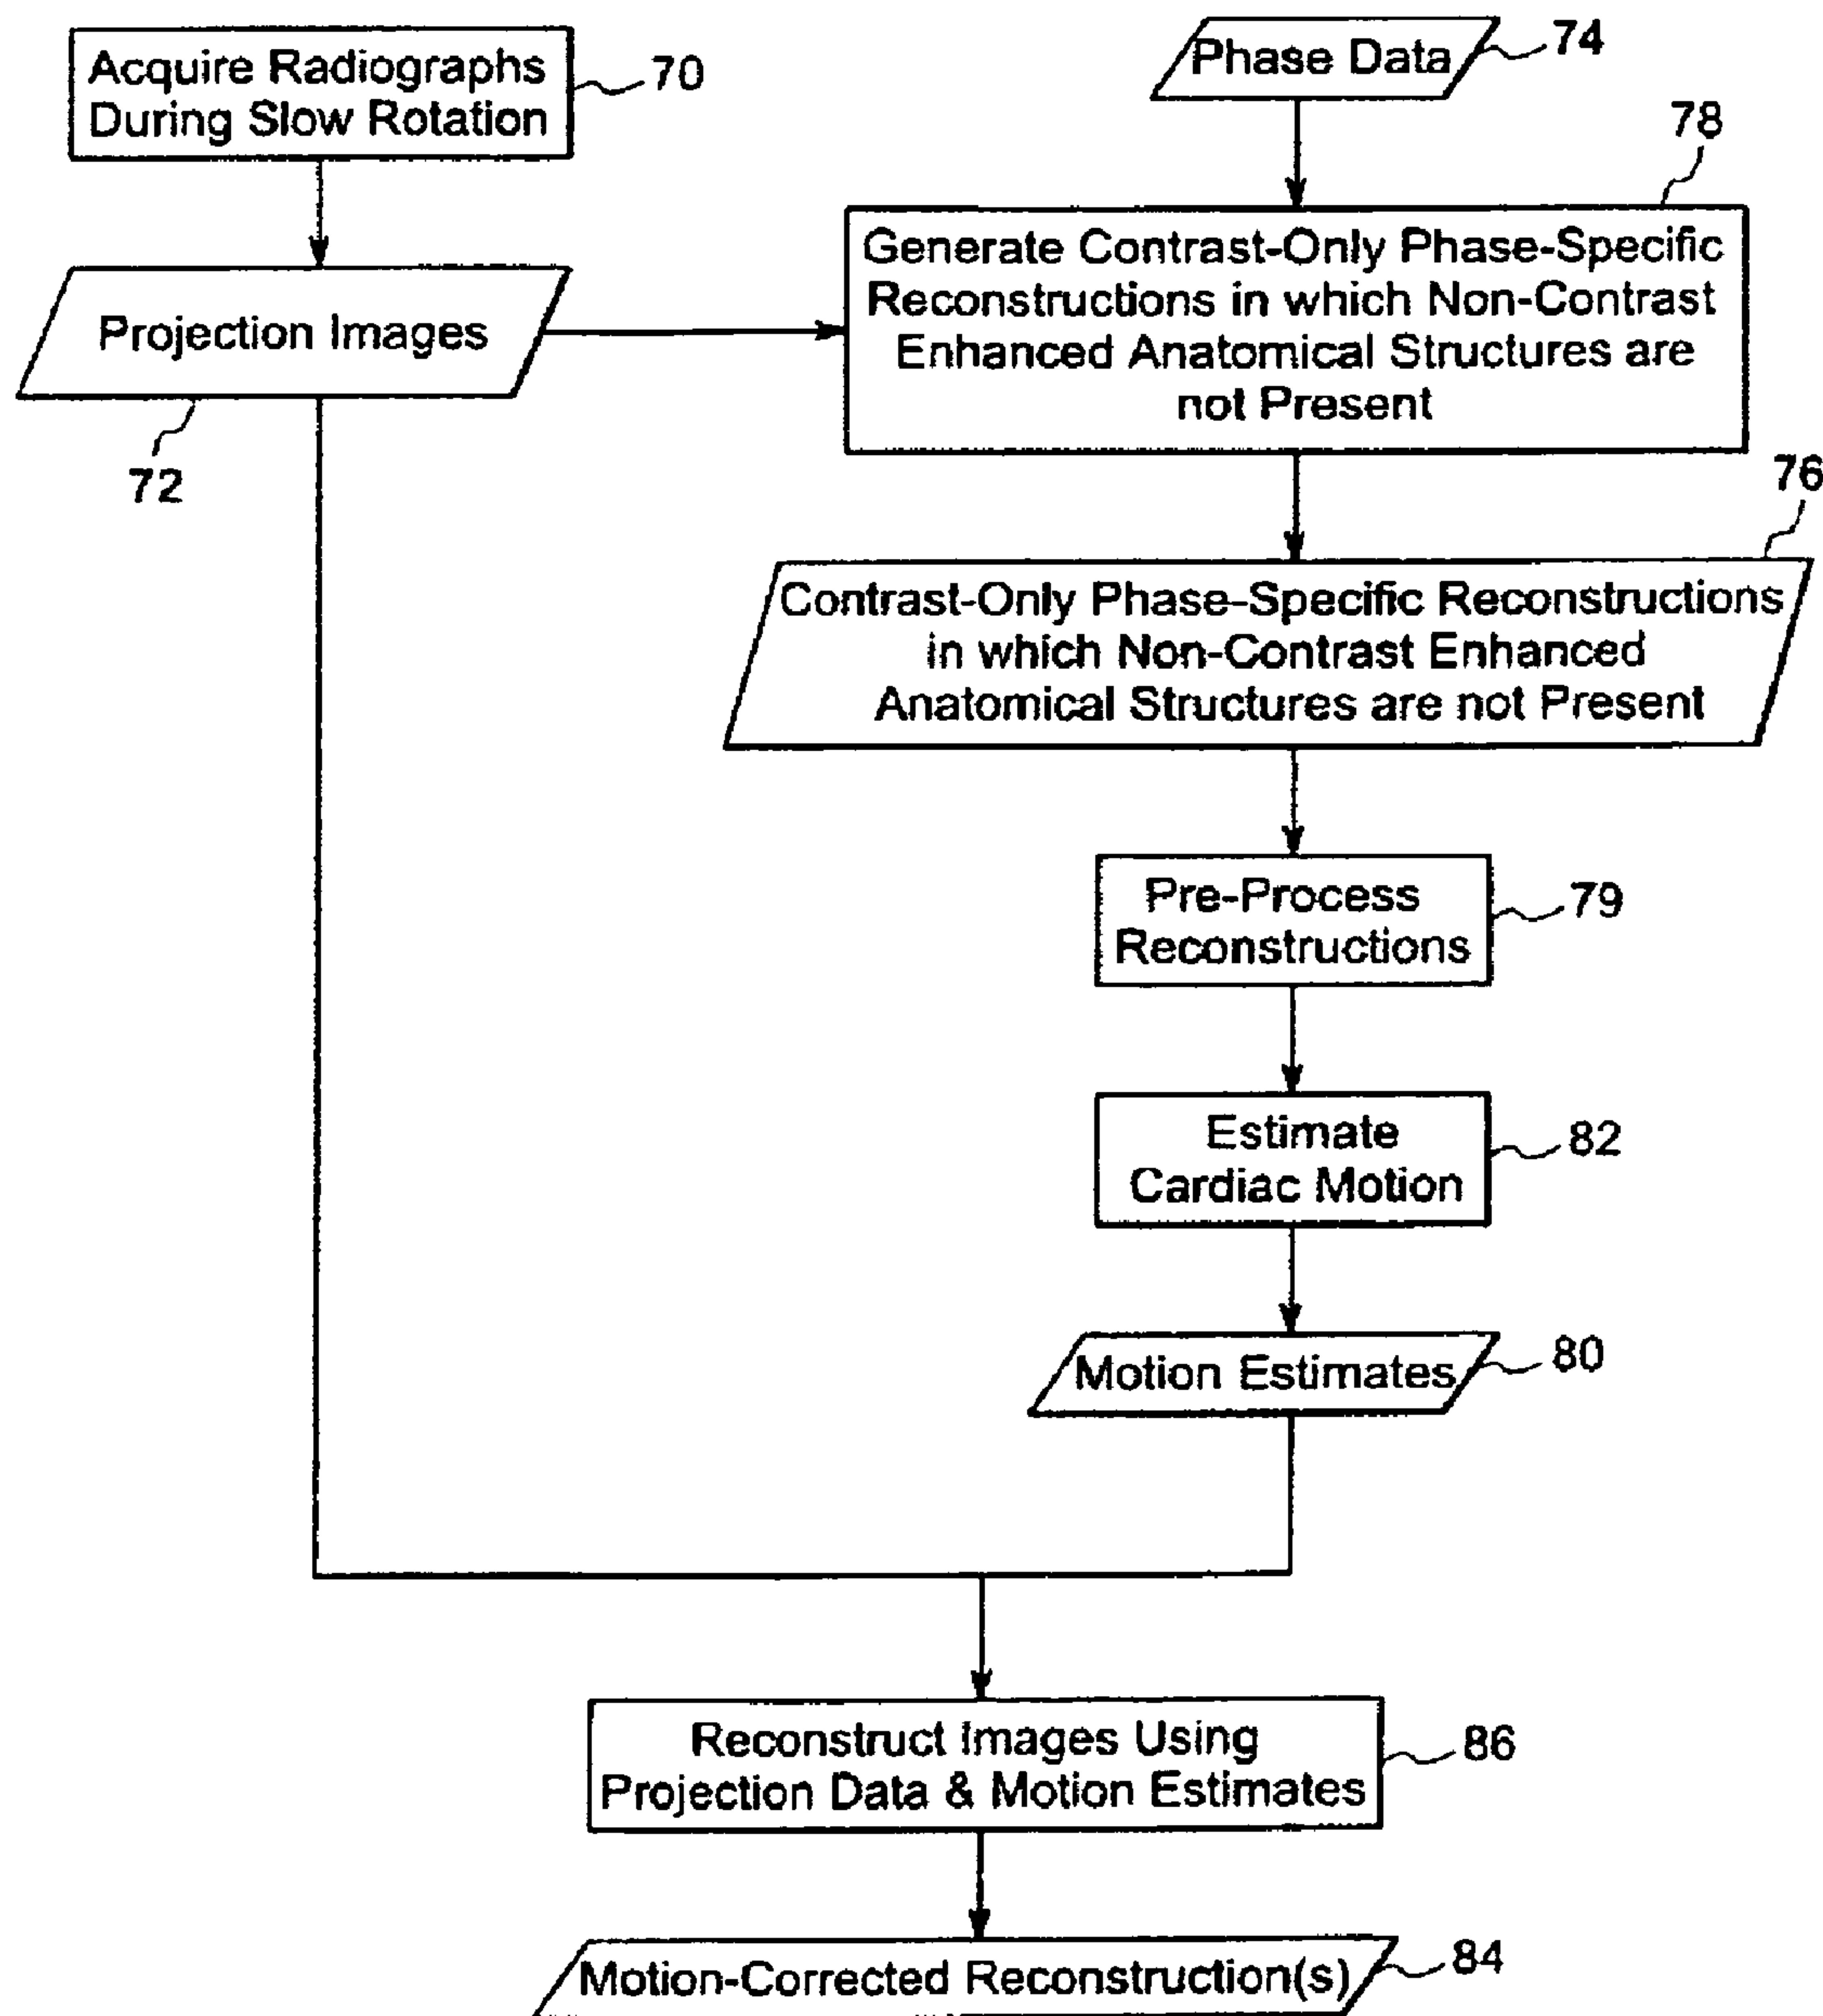 Acquire Radiographs
During Slow Rotation
70
Phase Data
74
78
Projection Images
72
Generate Contrast-Only Phase-Specific
Reconstructions in which Non-Contrast
Enhanced Anatomical Structures are
not Present
76
Contrast-Only Phase-Specific Reconstructions
in which Non-Contrast Enhanced
Anatomical Structures are not Present
Pre-Process
Reconstructions
79
Estimate
Cardiac Motion
82
Motion Estimates
80
Reconstruct Images Using
Projection Data & Motion Estimates
86
Motion-Corrected Reconstruction(s)
84